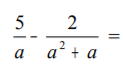 5/a - 2/(a² + a) =